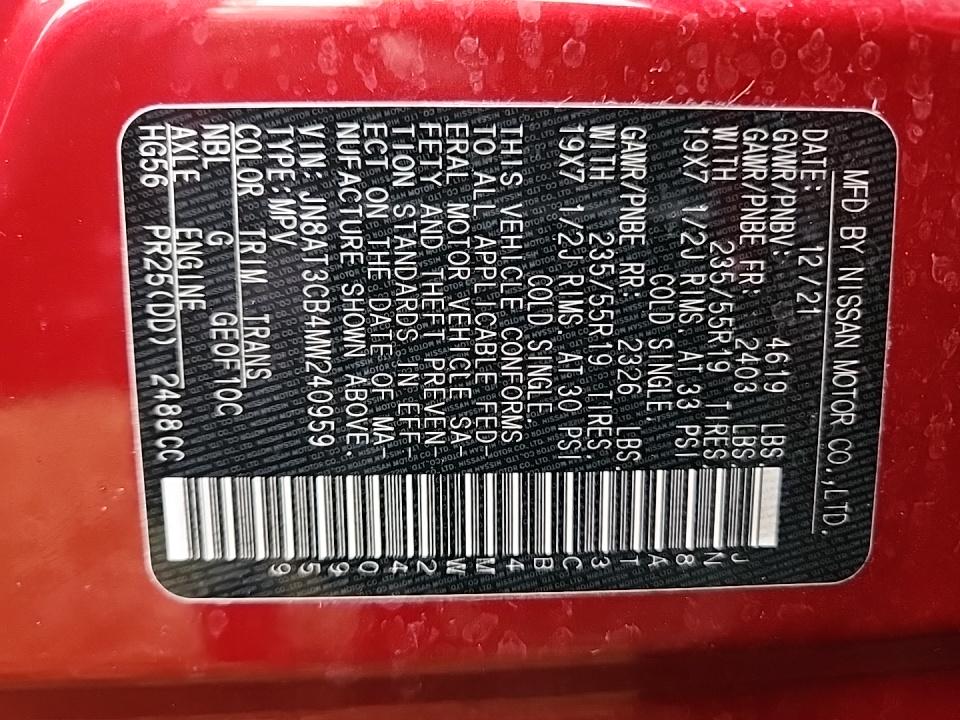 MFD BY NISSAN MOTOR CO.,LTD.
DATE: 12/21
GVWR/PNBV: 4619 LBS.
GAWR/PNBE FR: 2403 LBS.
WITH 235/55R19 TIRES,
19X7 1/2J RIMS. AT 33 PSI
COLD SINGLE.
GAWR/PNBE RR: 2326 LBS.
WITH 235/55R19 TIRES,
19X7 1/2J RIMS AT 30 PSI
COLD SINGLE
THIS VEHICLE CONFORMS
TO ALL APPLICABLE FED-
ERAL MOTOR VEHICLE SA-
FETY AND THEFT PREVEN-
TION STANDARDS IN EFF-
ECT ON THE DATE OF MA-
NUFACTURE SHOWN ABOVE.
VIN: JN8AT3CB4MW240959
TYPE:MPV
COLOR TRIM TRANS
NBL G GE0F10C
AXLE ENGINE
HG56 PR25(DD) 2488CC
JN8AT3CB4MW240959